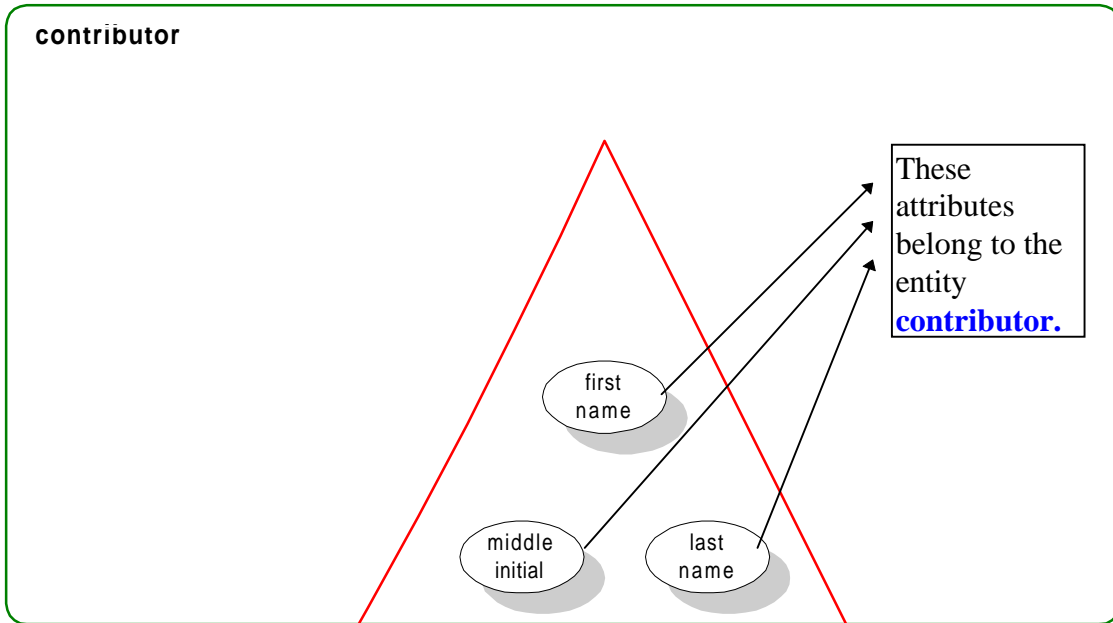 contributor
These
attributes
belong to the
entity
contributor.
first
name
middle
initial
last
name